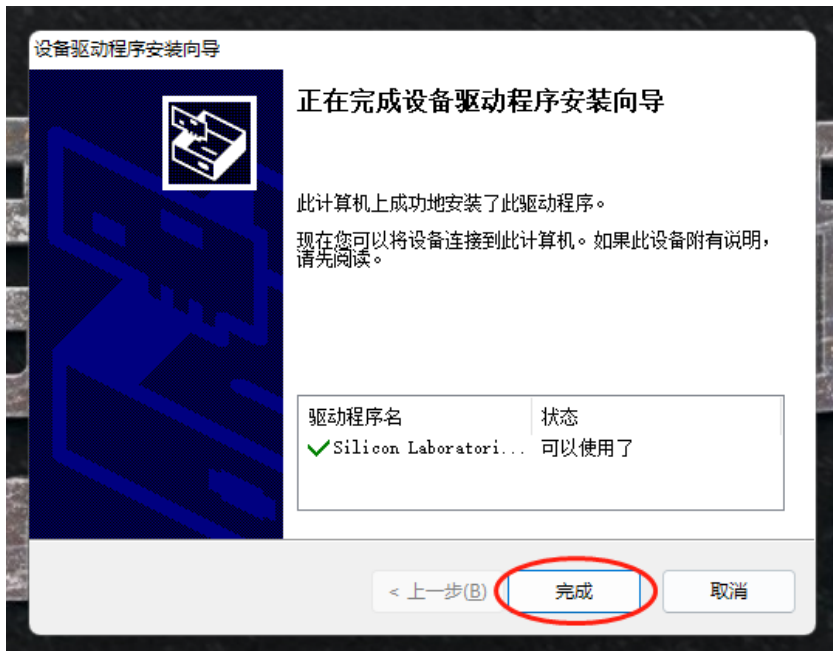 设备驱动程序安装向导
正在完成设备驱动程序安装向导
此计算机上成功地安装了此驱动程序。
现在您可以将设备连接到此计算机。如果此设备附有说明，
请先阅读。
驱动程序名 状态
Silicon Laboratori... 可以使用了
< 上一步(B) 完成 取消